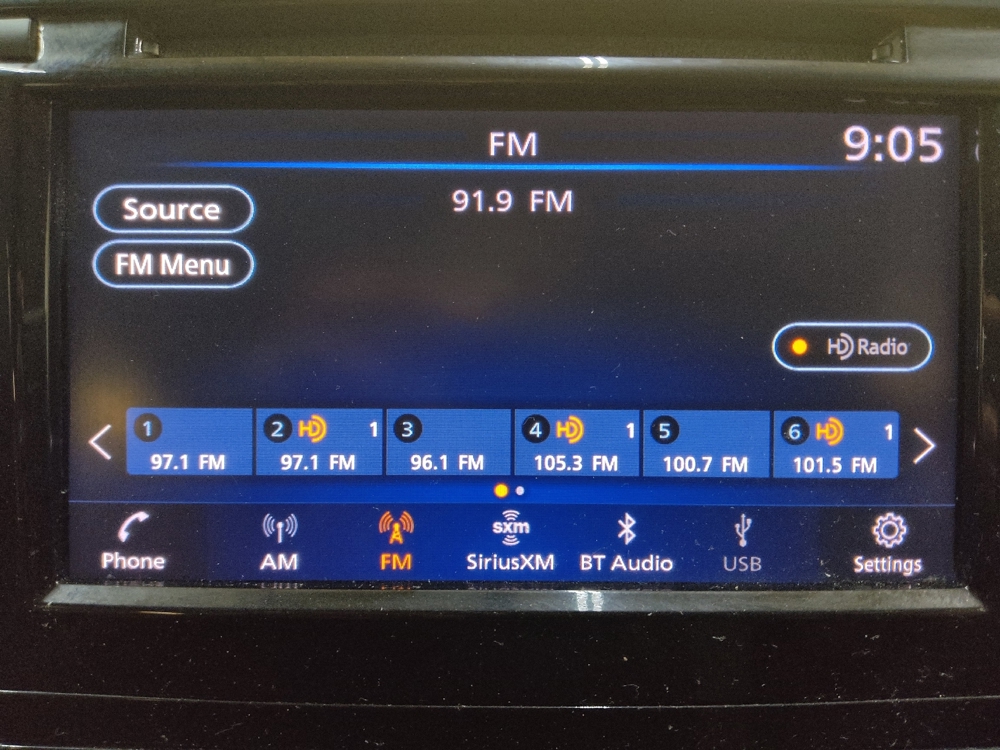 FM
9:05
Source
91.9 FM
FM Menu
HD Radio
1
2 HD 1
3
4 HD 1
5
6 HD 1
97.1 FM
97.1 FM
96.1 FM
105.3 FM
100.7 FM
101.5 FM
sxm
Phone
AM
FM
SiriusXM
BT Audio
USB
Settings